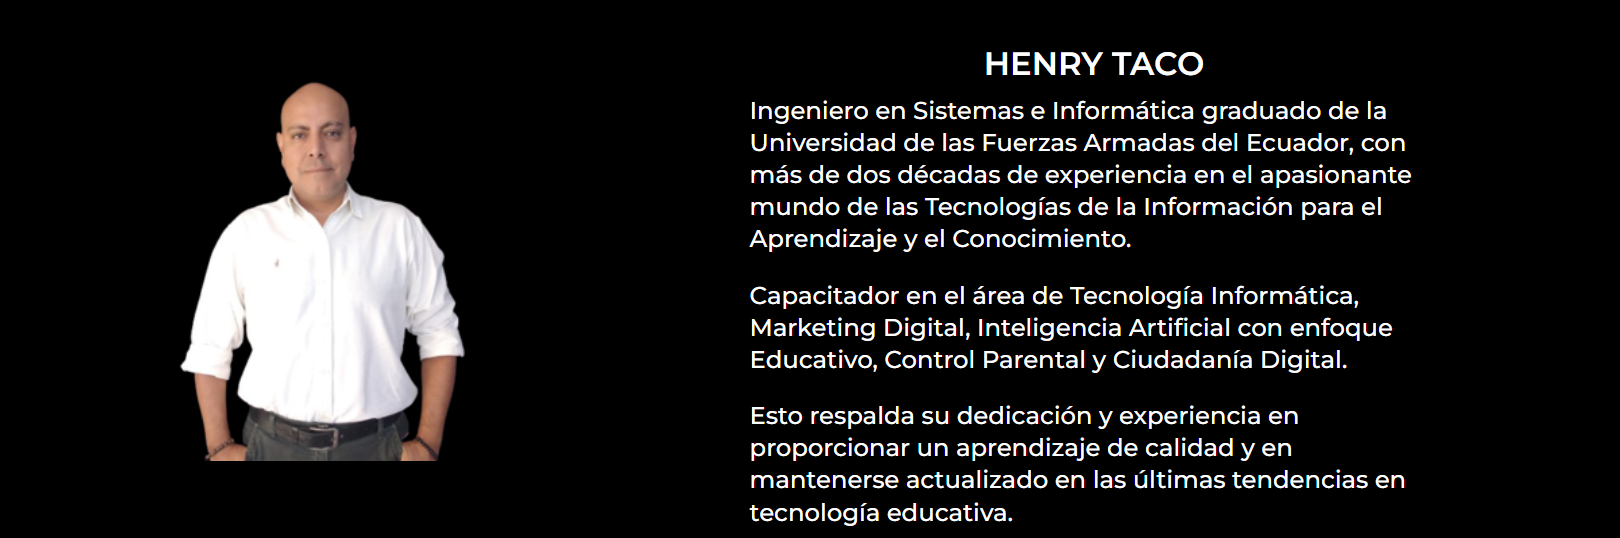 HENRY TACO
Ingeniero en Sistemas e Informática graduado de la
Universidad de las Fuerzas Armadas del Ecuador, con
más de dos décadas de experiencia en el apasionante
mundo de las Tecnologías de la Información para el
Aprendizaje y el Conocimiento.
Capacitador en el área de Tecnología Informática,
Marketing Digital, Inteligencia Artificial con enfoque
Educativo, Control Parental y Ciudadanía Digital.
Esto respalda su dedicación y experiencia en
proporcionar un aprendizaje de calidad y en
mantenerse actualizado en las últimas tendencias en
tecnología educativa.